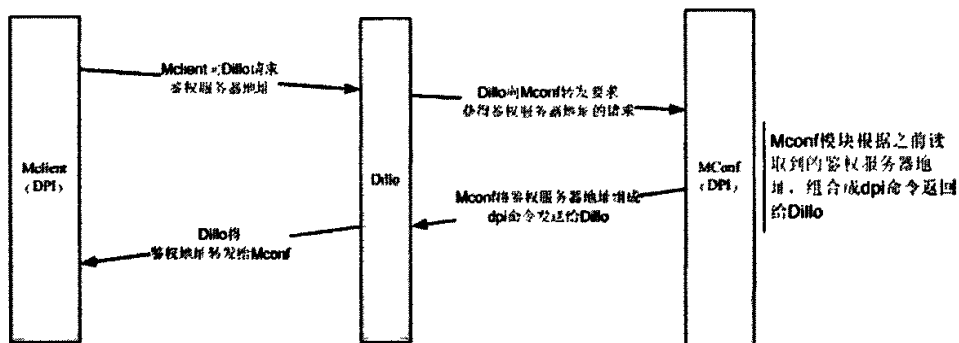 Mclient向Dillo请求
鉴权服务器地址
Dillo向Mconf转发要求
获得鉴权服务器地址的请求
Mclient
(DPI)
Dillo
MConf
(DPI)
Mconf模块根据之前读
取到的鉴权服务器地
址，组合成dpi命令返回
给Dillo
Mconf将鉴权服务器地址组成
dpi命令发送给Dillo
Dillo将
鉴权地址转发给Mconf